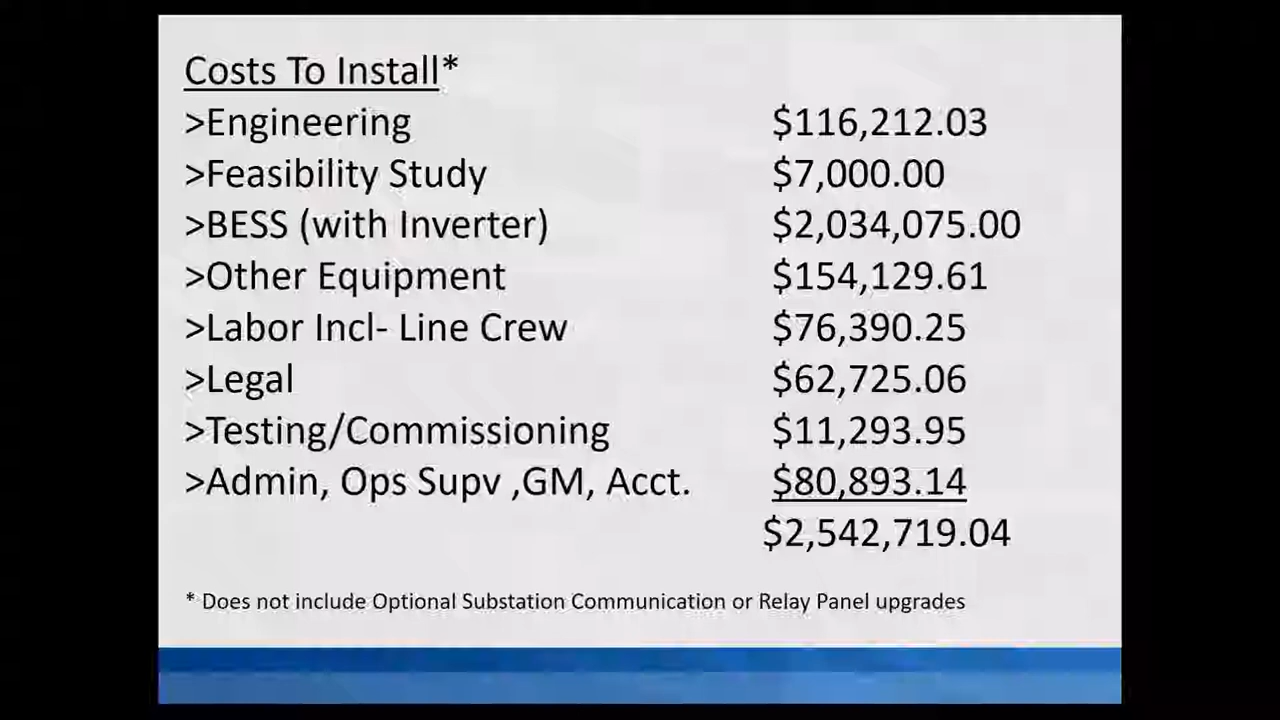 Costs To Install*
>Engineering $116,212.03
>Feasibility Study $7,000.00
>BESS (with Inverter) $2,034,075.00
>Other Equipment $154,129.61
>Labor Incl- Line Crew $76,390.25
>Legal $62,725.06
>Testing/Commissioning $11,293.95
>Admin, Ops Supv ,GM, Acct. $80,893.14
$2,542,719.04
* Does not include Optional Substation Communication or Relay Panel upgrades